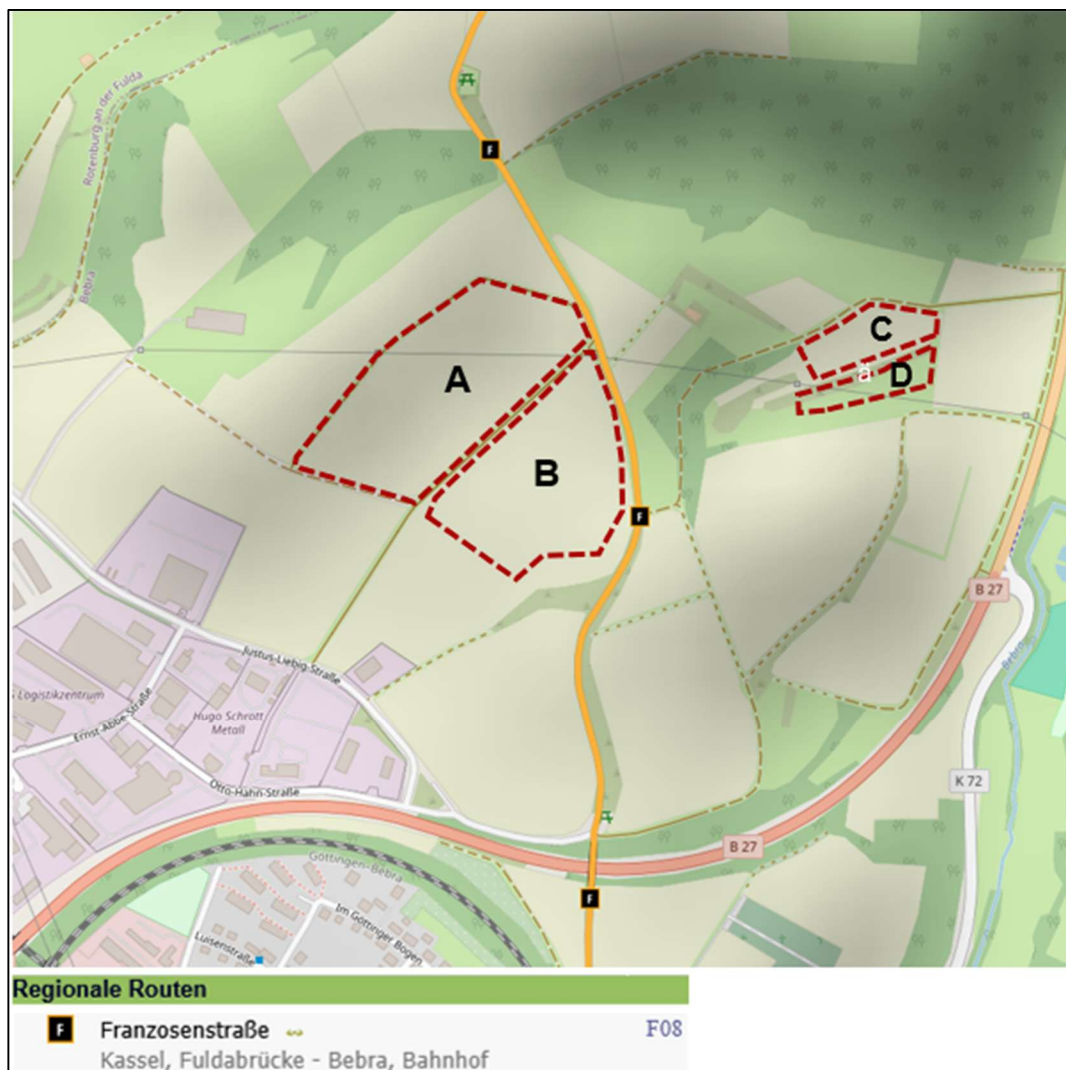 Rotenburg an der Fulda
Bebra
F
F
F
A
B
C
a
D
B 27
Bebra
K 72
B 27
Justus-Liebig-Straße
Logistikzentrum
Ernst-Abbe-Straße
Hugo Schrott
Metall
Otto-Hahn-Straße
Göttingen-Bebra
Im Göttinger Bogen
Luisenstraße
Regionale Routen
F Franzosenstraße F08
Kassel, Fuldabrücke - Bebra, Bahnhof